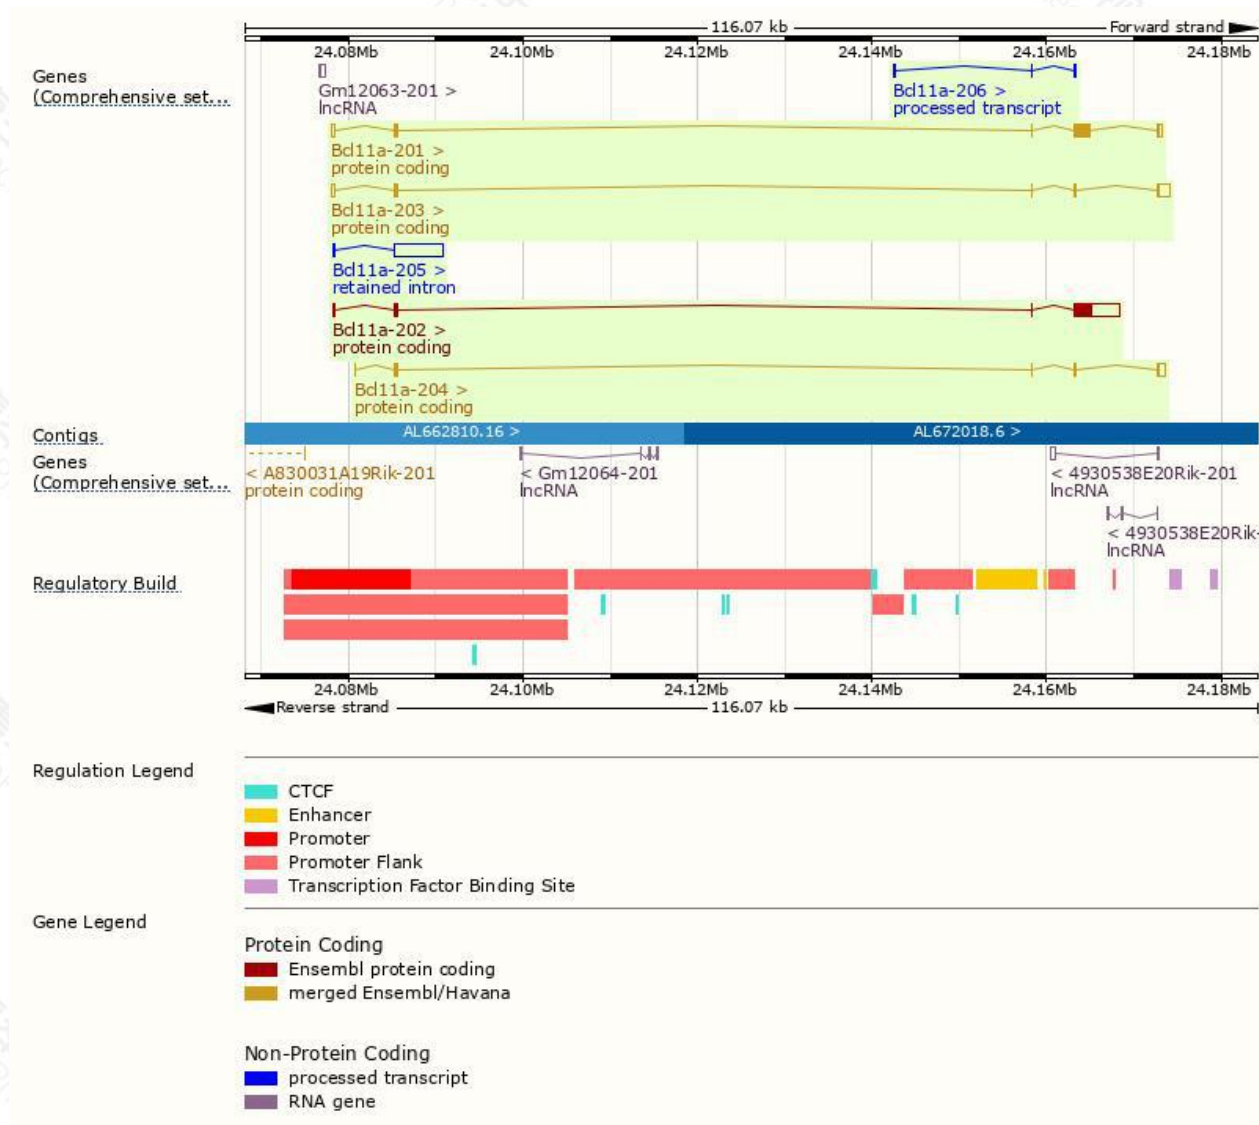 116.07 kb Forward strand
24.08Mb 24.10Mb 24.12Mb 24.14Mb 24.16Mb 24.18Mb
Genes
(Comprehensive set...
Gm12063-201 >
lncRNA
Bcl11a-206 >
processed transcript
Bcl11a-201 >
protein coding
Bcl11a-203 >
protein coding
Bcl11a-205 >
retained intron
Bcl11a-202 >
protein coding
Bcl11a-204 >
protein coding
Contigs
AL662810.16 > AL672018.6 >
Genes
(Comprehensive set...
< A830031A19Rik-201
protein coding
< Gm12064-201
lncRNA
< 4930538E20Rik-201
lncRNA
< 4930538E20Rik-
lncRNA
Regulatory Build
24.08Mb 24.10Mb 24.12Mb 24.14Mb 24.16Mb 24.18Mb
Reverse strand 116.07 kb
Regulation Legend
CTCF
Enhancer
Promoter
Promoter Flank
Transcription Factor Binding Site
Gene Legend
Protein Coding
Ensembl protein coding
merged Ensembl/Havana
Non-Protein Coding
processed transcript
RNA gene